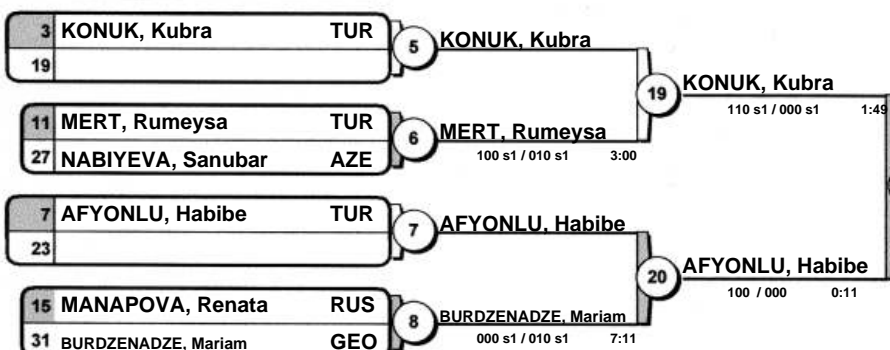 3 KONUK, Kubra TUR
19
5
KONUK, Kubra
11 MERT, Rumeysa TUR
27 NABIYEVA, Sanubar AZE
6
MERT, Rumeysa
100 s1 / 010 s1 3:00
19
KONUK, Kubra
110 s1 / 000 s1 1:49
7 AFYONLU, Habibe TUR
23
7
AFYONLU, Habibe
15 MANAPOVA, Renata RUS
31 BURDZENADZE, Mariam GEO
8
BURDZENADZE, Mariam
000 s1 / 010 s1 7:11
20
AFYONLU, Habibe
100 / 000 0:11